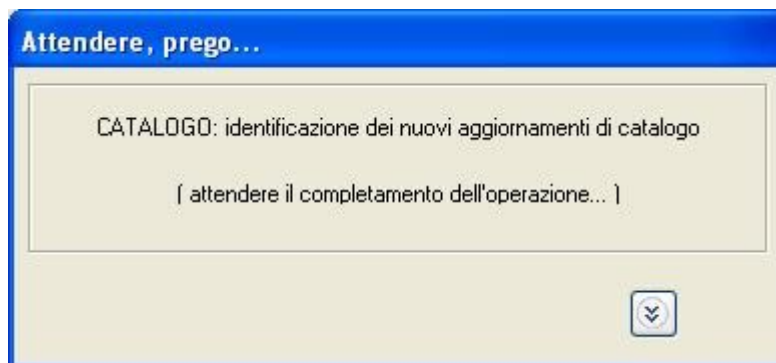 Attendere, prego...
CATALOGO: identificazione dei nuovi aggiornamenti di catalogo
( attendere il completamento dell'operazione... )